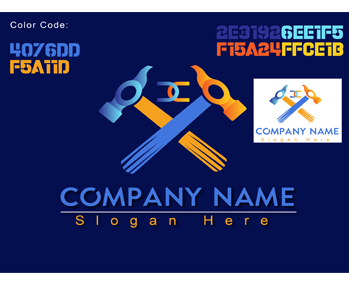 Color Code:
4076DD
F5A11D
2E3192 6EE1F5
F15A24 FFCE1B
COMPANY NAME
Slogan Here
COMPANY NAME
Slogan Here